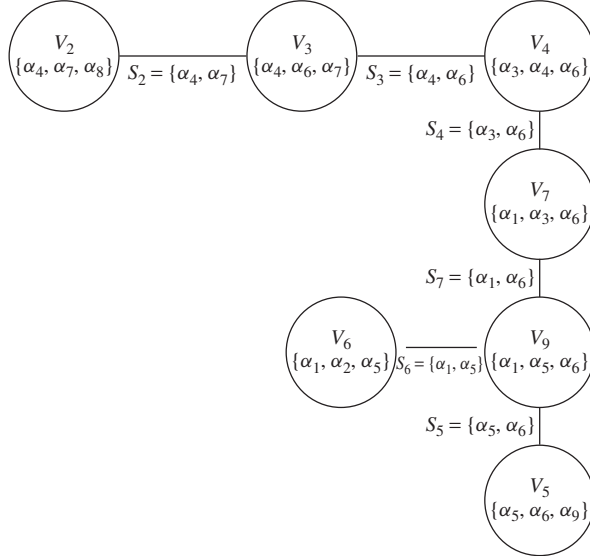 V₂
{α₄, α₇, α₈}
S₂ = {α₄, α₇}
V₃
{α₄, α₆, α₇}
S₃ = {α₄, α₆}
V₄
{α₃, α₄, α₆}
S₄ = {α₃, α₆}
V₇
{α₁, α₃, α₆}
S₇ = {α₁, α₆}
V₆
{α₁, α₂, α₅}
S₆ = {α₁, α₅}
V₉
{α₁, α₅, α₆}
S₅ = {α₅, α₆}
V₅
{α₅, α₆, α₉}